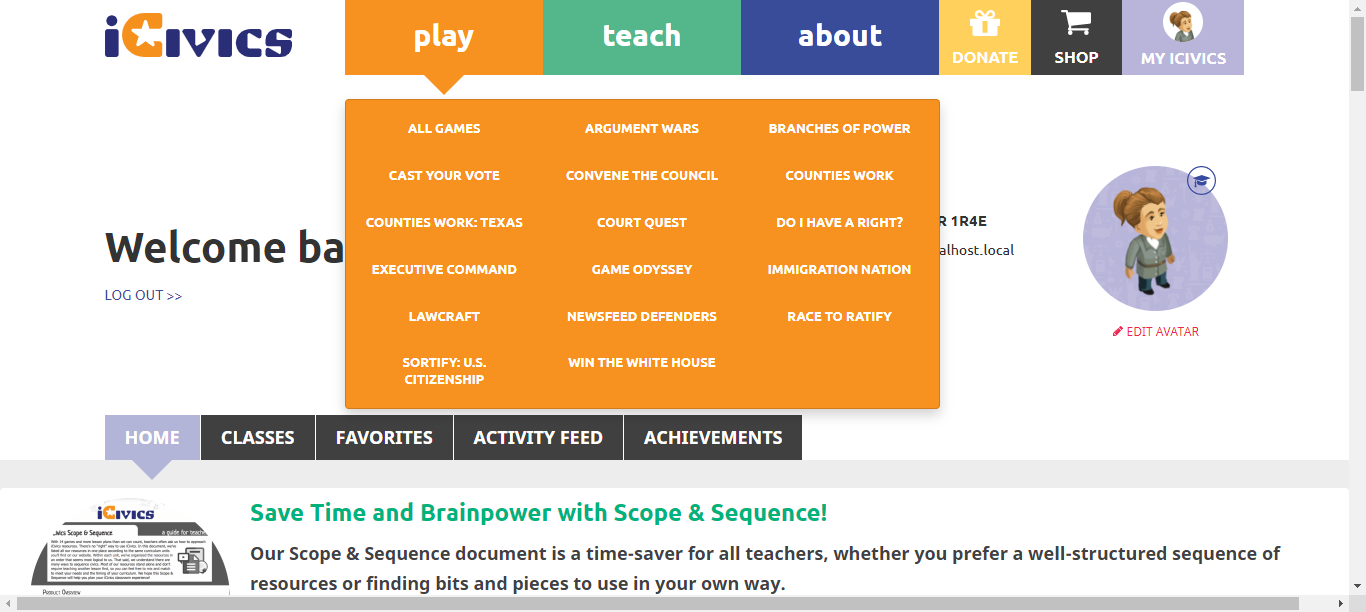 iCIVICS
play
teach
about
DONATE
SHOP
MY ICIVICS
ALL GAMES
ARGUMENT WARS
BRANCHES OF POWER
CAST YOUR VOTE
CONVENE THE COUNCIL
COUNTIES WORK
COUNTIES WORK: TEXAS
COURT QUEST
DO I HAVE A RIGHT?
EXECUTIVE COMMAND
GAME ODYSSEY
IMMIGRATION NATION
LAWCRAFT
NEWSFEED DEFENDERS
RACE TO RATIFY
SORTIFY: U.S.
CITIZENSHIP
WIN THE WHITE HOUSE
Welcome ba
LOG OUT >>
R 1R4E
alhost.local
EDIT AVATAR
HOME
CLASSES
FAVORITES
ACTIVITY FEED
ACHIEVEMENTS
iCIVICS
Scope & Sequence
a guide for teache
Product Overview
Save Time and Brainpower with Scope & Sequence!
Our Scope & Sequence document is a time-saver for all teachers, whether you prefer a well-structured sequence of
resources or finding bits and pieces to use in your own way.